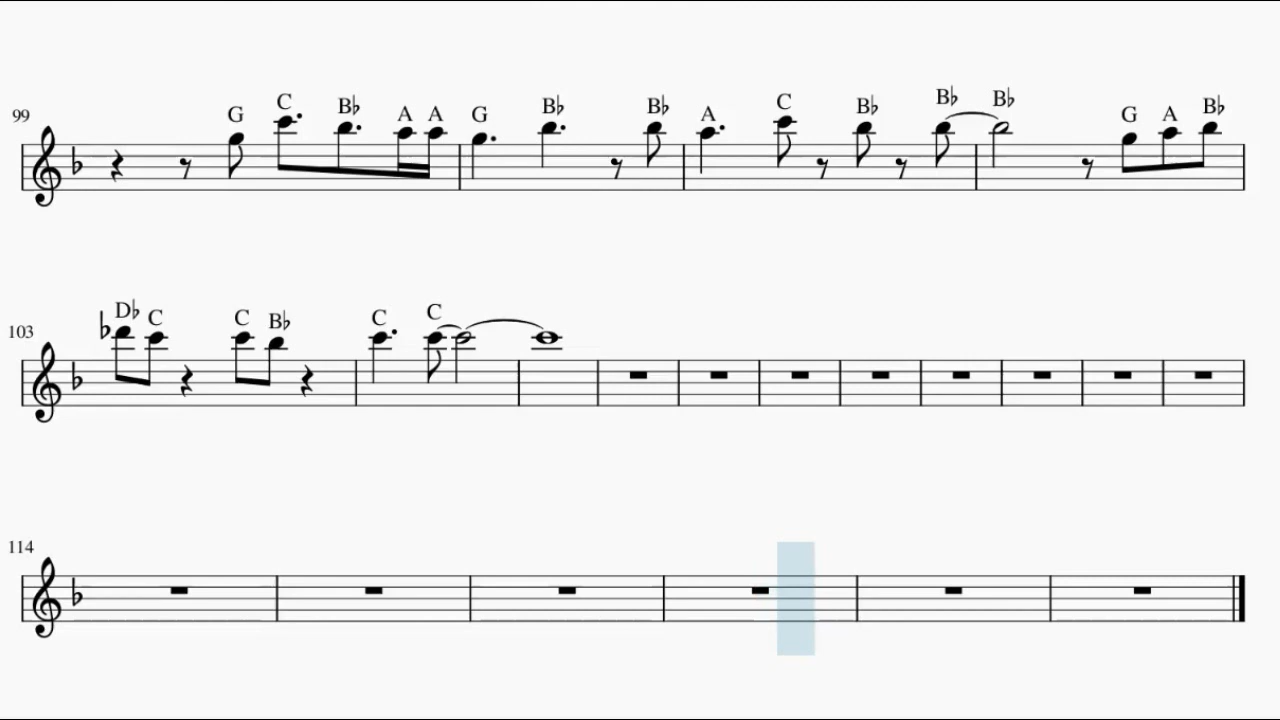 99 G C B♭ A A G B♭ B♭ A C B♭ B♭ B♭ G A B♭
103 D♭ C C B♭ C C
114